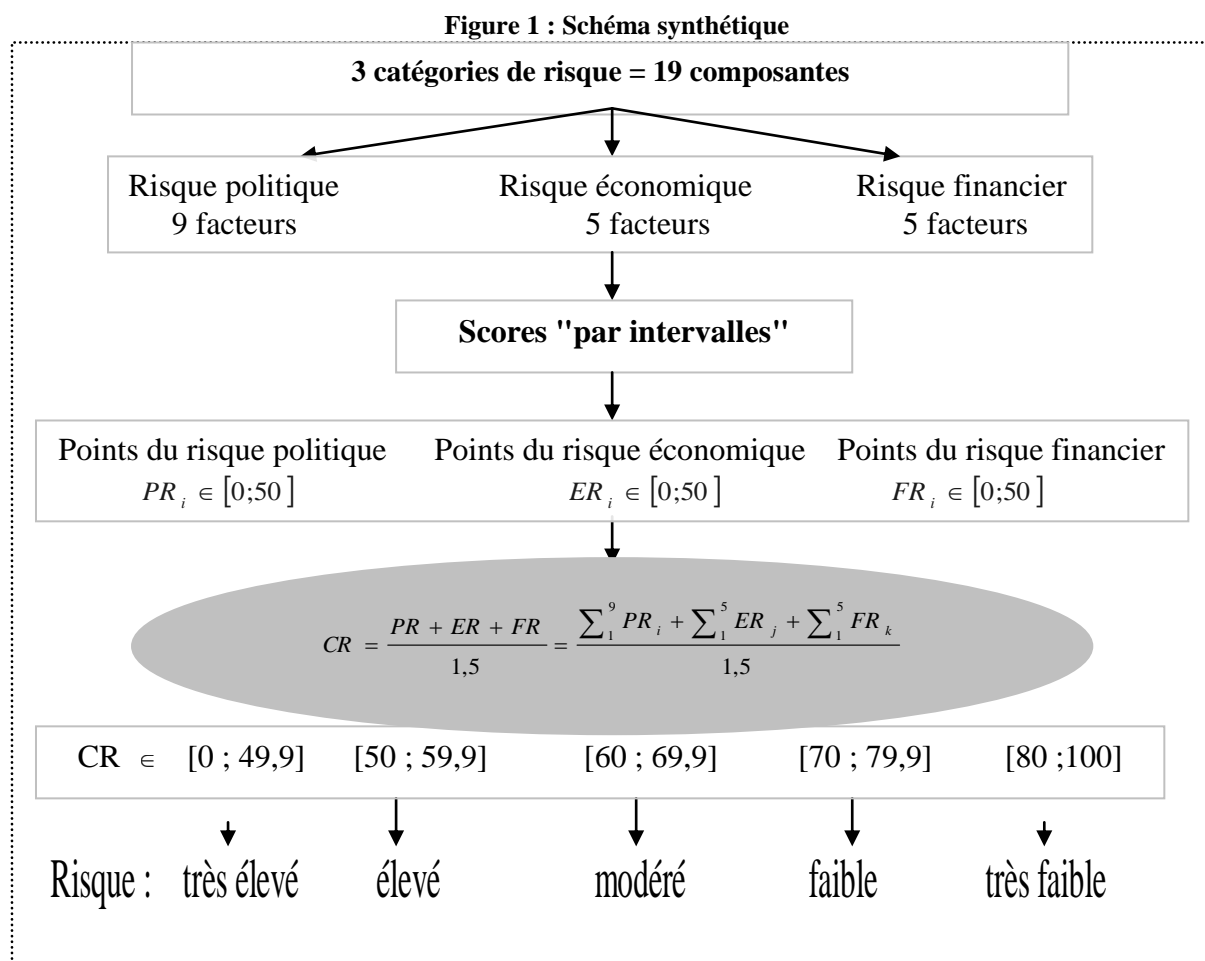 Figure 1 : Schéma synthétique
3 catégories de risque = 19 composantes
Risque politique Risque économique Risque financier
9 facteurs 5 facteurs 5 facteurs
Scores "par intervalles"
Points du risque politique Points du risque économique Points du risque financier
PR_i ∈ [0;50] ER_i ∈ [0;50] FR_i ∈ [0;50]
CR = (PR + ER + FR)/1,5 = (∑_1^9 PR_i + ∑_1^5 ER_j + ∑_1^5 FR_k)/1,5
CR ∈ [0 ; 49,9] [50 ; 59,9] [60 ; 69,9] [70 ; 79,9] [80 ;100]
Risque : très élevé élevé modéré faible très faible